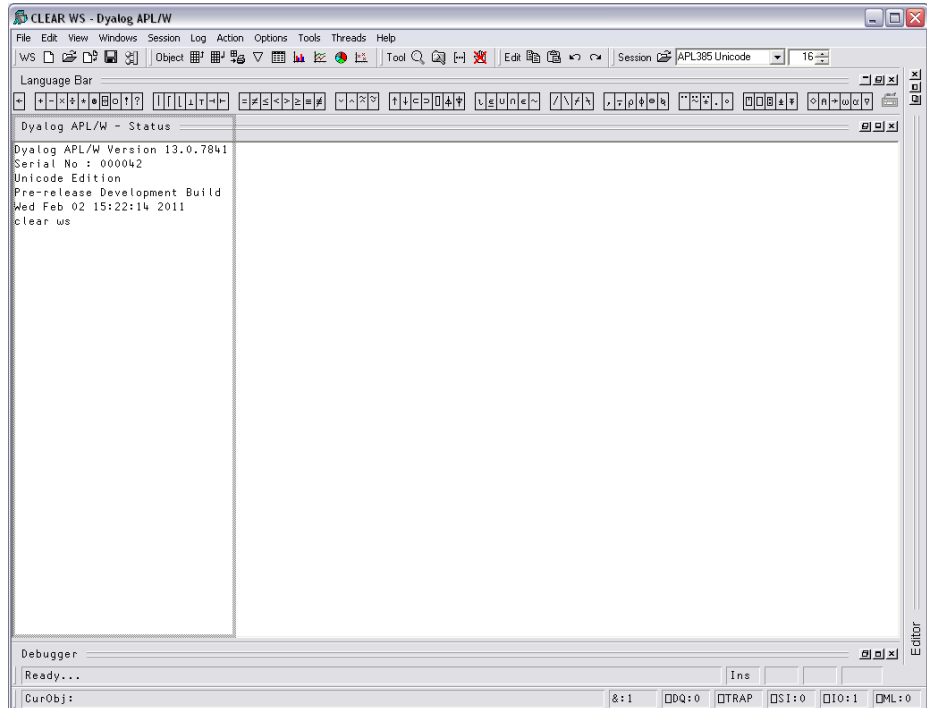 CLEAR WS - Dyalog APL/W
File Edit View Windows Session Log Action Options Tools Threads Help
WS Object Tool Edit Session APL385 Unicode 16
Language Bar
← + - × ÷ * ⍟ ⌹ ○ ! ? | ⌈ ⌊ ⊥ ⊤ ⊣ ⊢ = ≠ ≤ < > ≥ ≡ ≢ ∨ ∧ ⍲ ⍱ ↑ ↓ ⊂ ⊃ ⌷ ⍋ ⍒ ⍳ ⍷ ∪ ∩ ∊ ~ / \ ⌿ ⍀ , ⍪ ⍴ ⌽ ⊖ ⍉ ¨ ⍨ ⍣ . ∘ ⍞ ⎕ ⍠ ⍎ ⍕ ⋄ ⍝ → ⍵ ⍺ ∇
Dyalog APL/W - Status
Dyalog APL/W Version 13.0.7841
Serial No : 000042
Unicode Edition
Pre-release Development Build
Wed Feb 02 15:22:14 2011
clear ws
Editor
Debugger
Ready...
Ins
CurObj:
&:1 ⎕DQ:0 ⎕TRAP ⎕SI:0 ⎕IO:1 ⎕ML:0